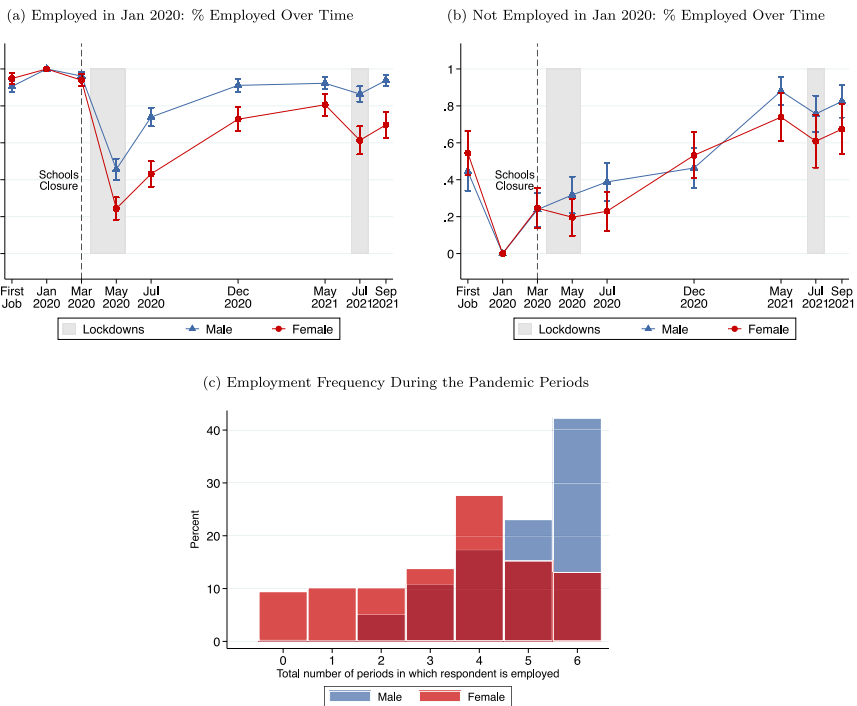 (a) Employed in Jan 2020: % Employed Over Time
Schools
Closure
First Job
Jan 2020
Mar 2020
May 2020
Jul 2020
Dec 2020
May 2021
Jul 2021
Sep 2021
Lockdowns
Male
Female
(b) Not Employed in Jan 2020: % Employed Over Time
1
.8
.6
.4
.2
0
Schools
Closure
First Job
Jan 2020
Mar 2020
May 2020
Jul 2020
Dec 2020
May 2021
Jul 2021
Sep 2021
Lockdowns
Male
Female
(c) Employment Frequency During the Pandemic Periods
Percent
40
30
20
10
0
0 1 2 3 4 5 6
Total number of periods in which respondent is employed
Male
Female